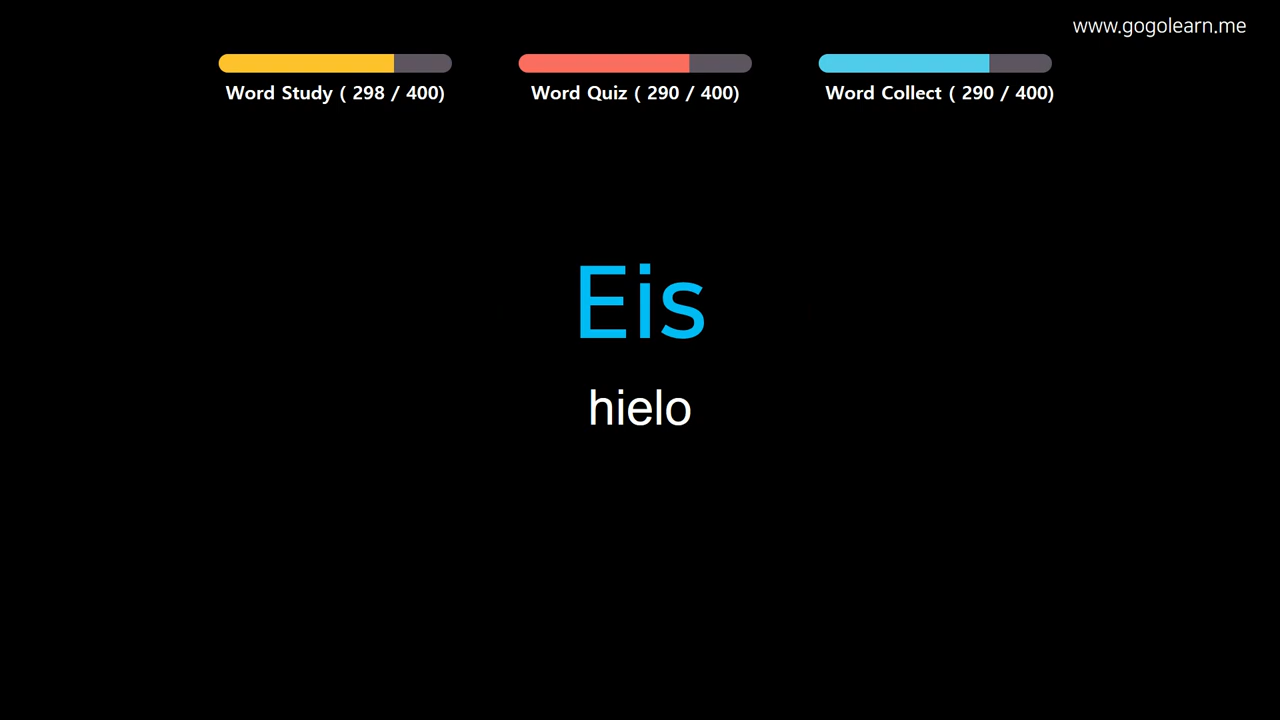 www.gogolearn.me
Word Study ( 298 / 400)
Word Quiz ( 290 / 400)
Word Collect ( 290 / 400)
Eis
hielo